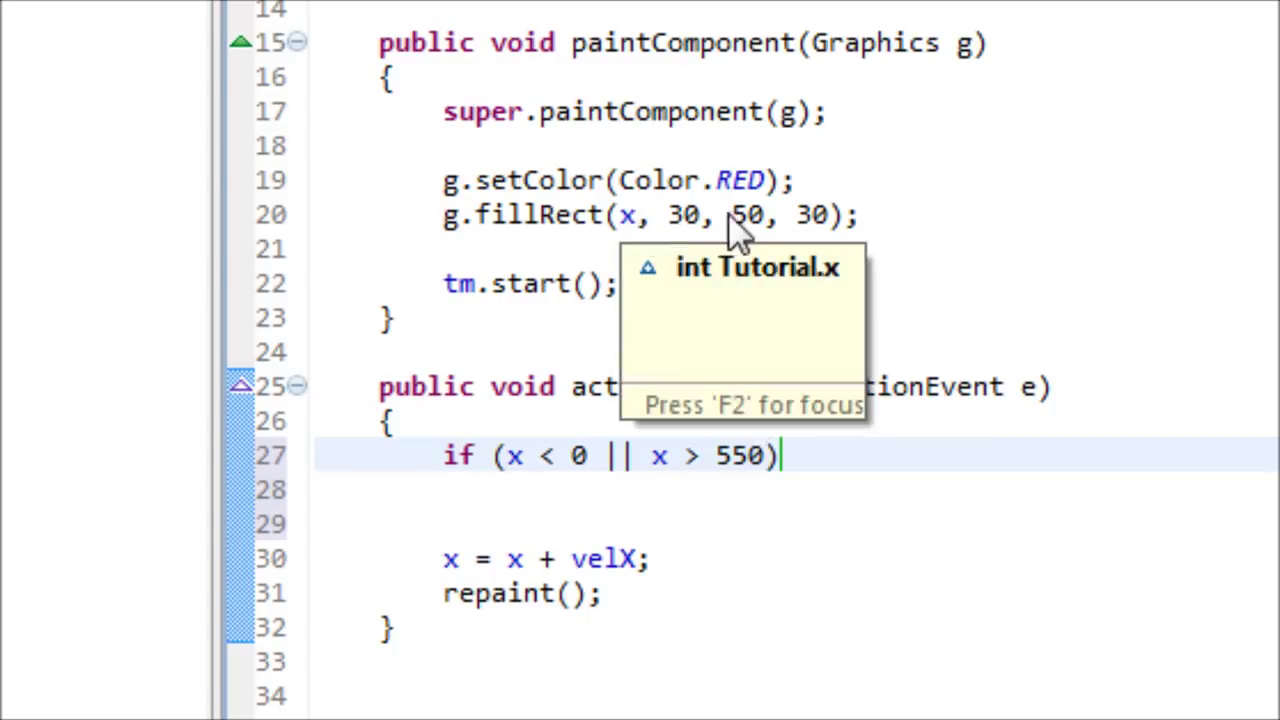 14
15 public void paintComponent(Graphics g)
16 {
17 super.paintComponent(g);
18
19 g.setColor(Color.RED);
20 g.fillRect(x, 30, 50, 30);
21
int Tutorial.x
22 tm.start();
23 }
24
25 public void act tionEvent e)
Press 'F2' for focus
26 {
27 if (x < 0 || x > 550)
28
29
30 x = x + velX;
31 repaint();
32 }
33
34